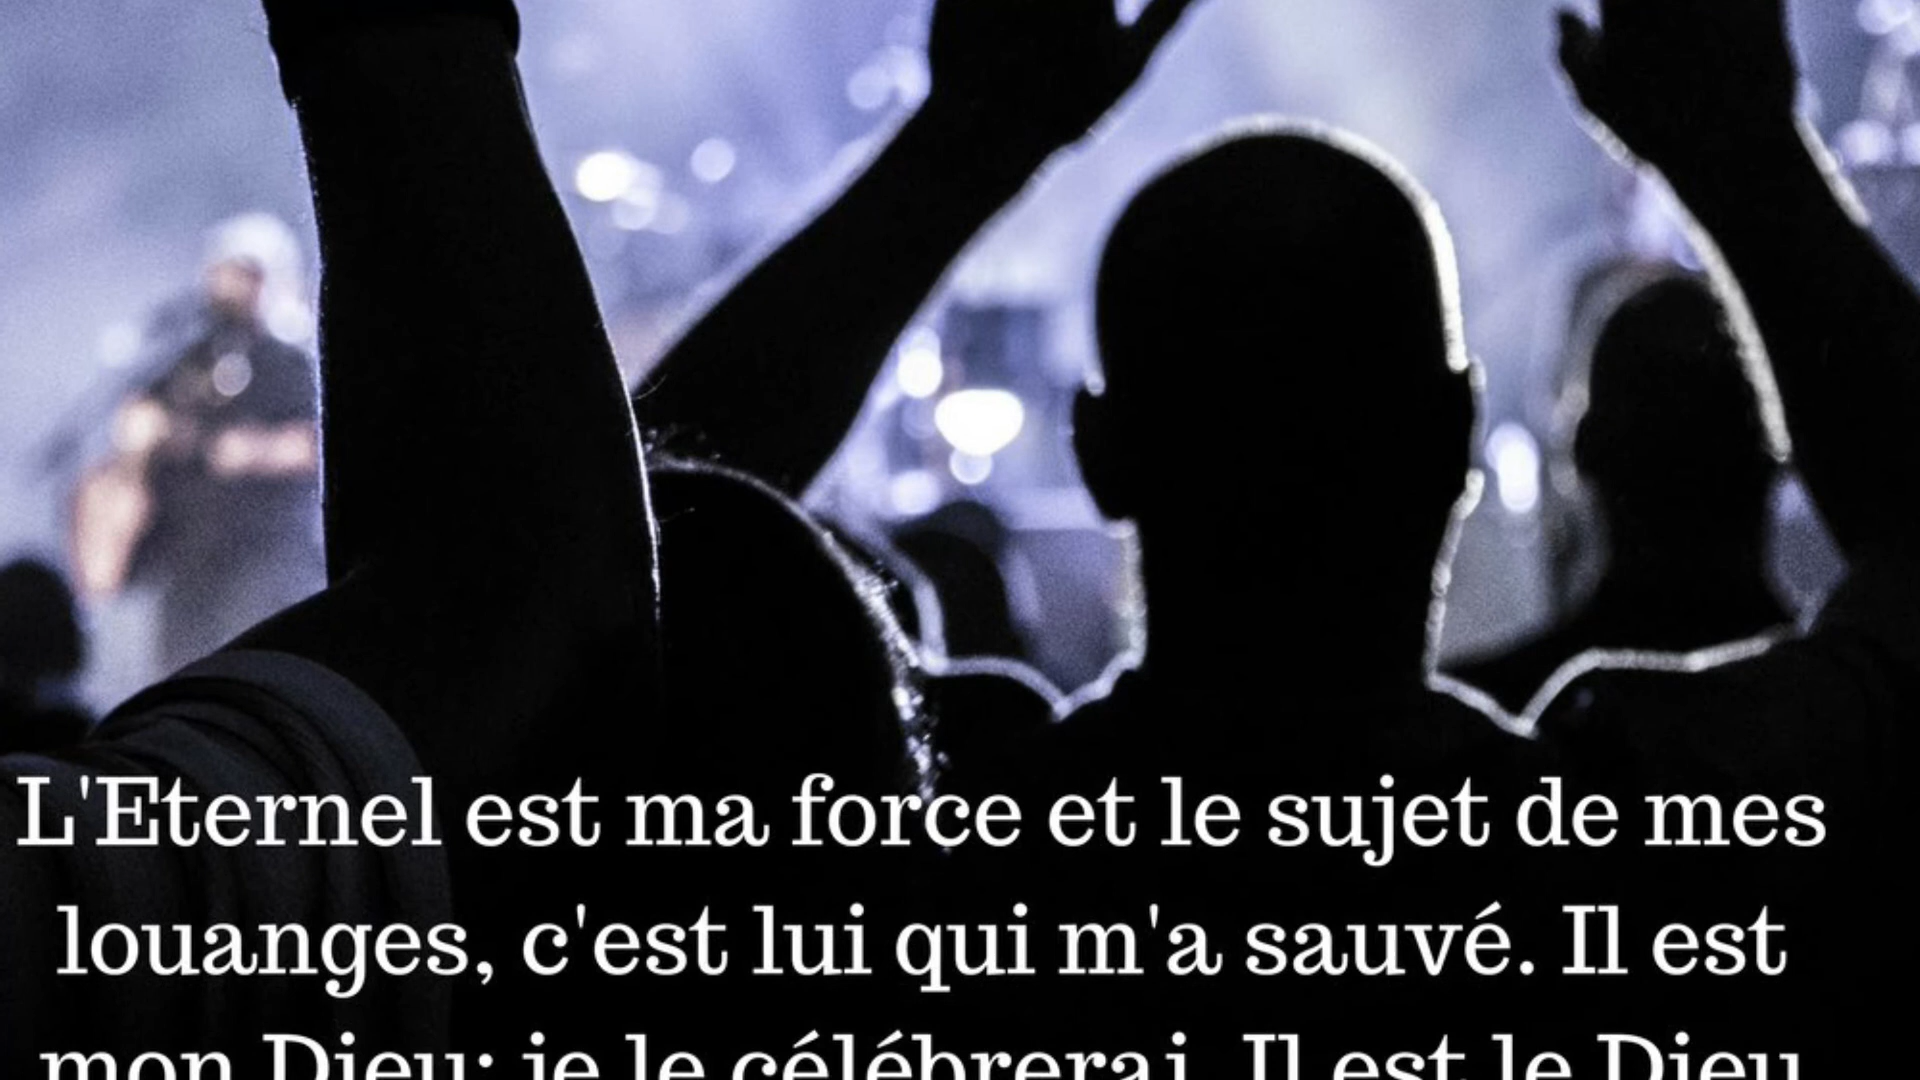 L'Eternel est ma force et le sujet de mes
louanges, c'est lui qui m'a sauvé. Il est
mon Dieu: je le célébrerai. Il est le Dieu